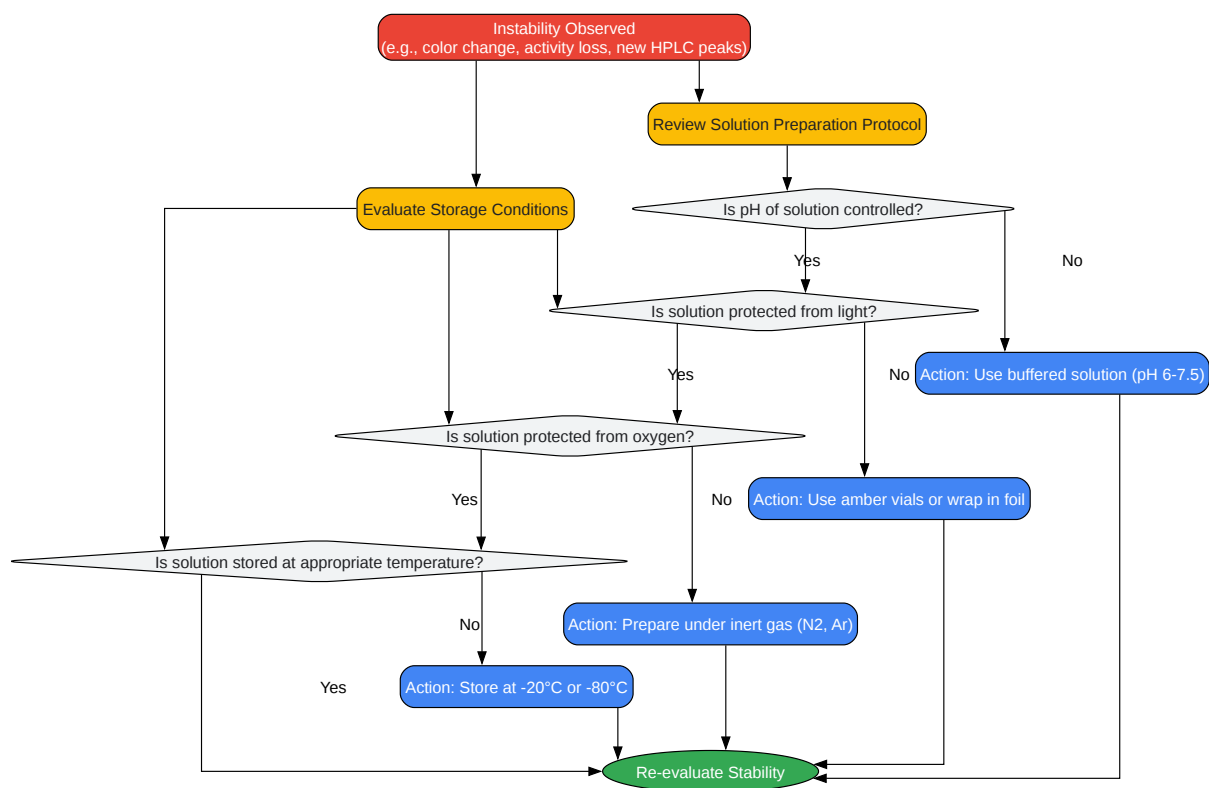 Instability Observed
(e.g., color change, activity loss, new HPLC peaks)
Review Solution Preparation Protocol
Evaluate Storage Conditions
Is pH of solution controlled?
Yes
No
Is solution protected from light?
Yes
No
Action: Use buffered solution (pH 6-7.5)
Is solution protected from oxygen?
Yes
No
Action: Use amber vials or wrap in foil
Is solution stored at appropriate temperature?
No
Action: Prepare under inert gas (N2, Ar)
Yes
Action: Store at -20°C or -80°C
Re-evaluate Stability